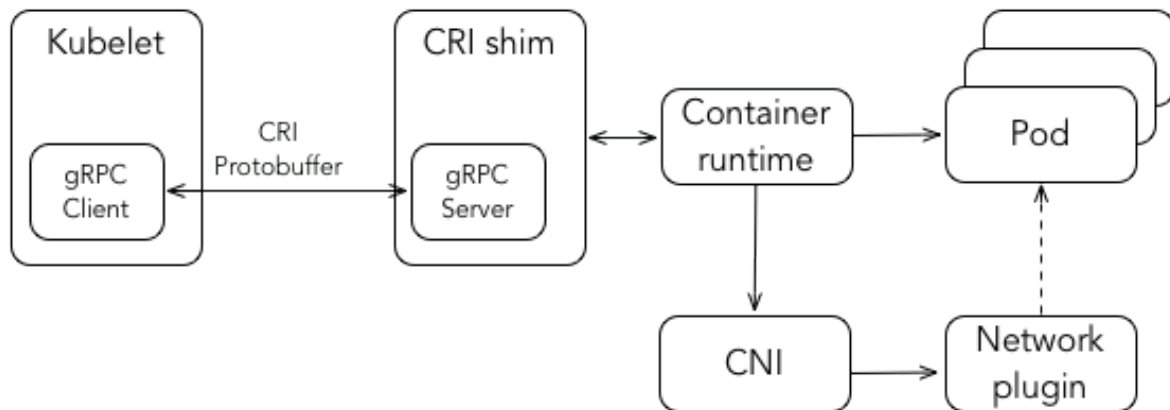 Kubelet
gRPC
Client
CRI
Protobuffer
CRI shim
gRPC
Server
Container
runtime
Pod
CNI
Network
plugin